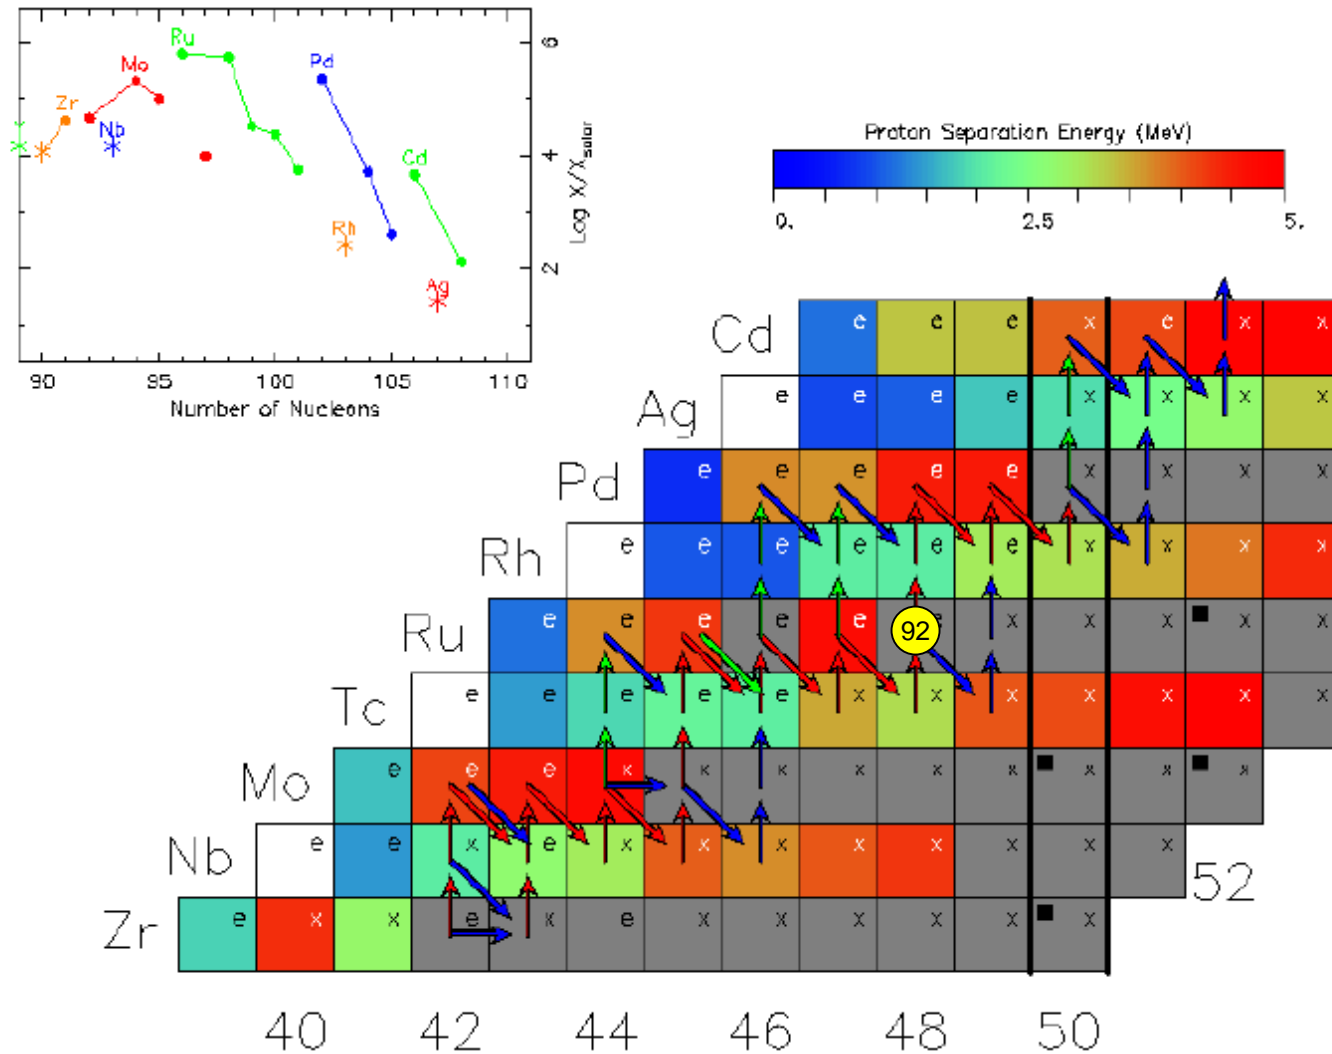 Ru
Mo
Pd
Zr
Nb
Cd
Rh
Ag
6
4
2
Log X/X_solar
90 95 100 105 110
Number of Nucleons
Proton Separation Energy (MeV)
0. 2.5 5.
Cd e e e x e x x
Ag e e e e x x x x
Pd e e e e e x x x x
Rh e e e e e e x x x x
Ru e e e e e 92 e x x x x x
Tc e e e e e x x x x x x x
Mo e e e x x x x x x x x x
Nb e e x e x x x x x x x x
52
Zr e x x e x e x x x x x x
40 42 44 46 48 50